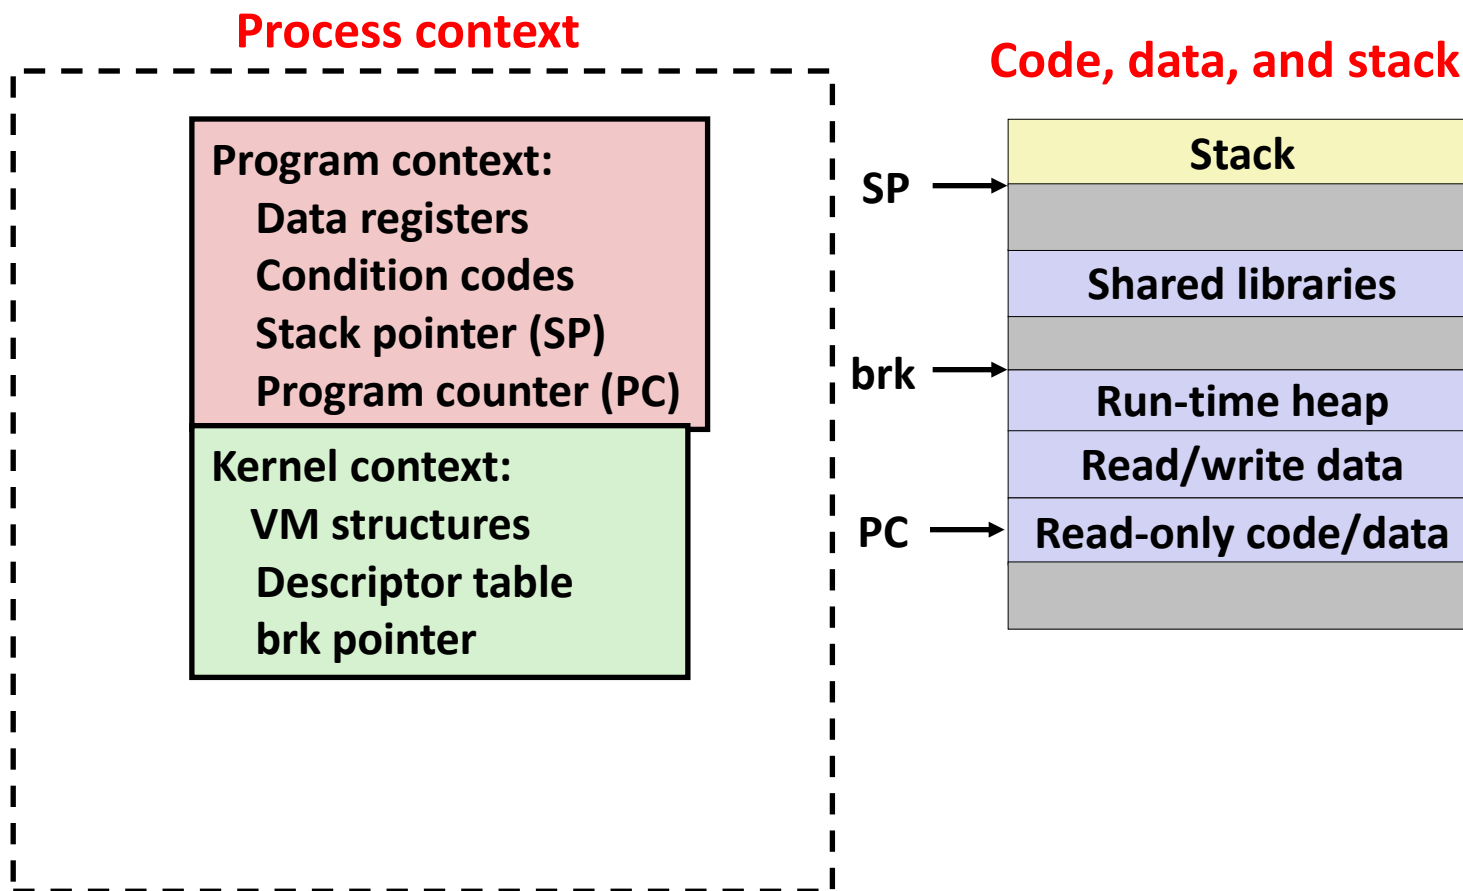 Process context
Program context:
Data registers
Condition codes
Stack pointer (SP)
Program counter (PC)
Kernel context:
VM structures
Descriptor table
brk pointer
Code, data, and stack
Stack
SP
Shared libraries
brk
Run-time heap
Read/write data
PC
Read-only code/data